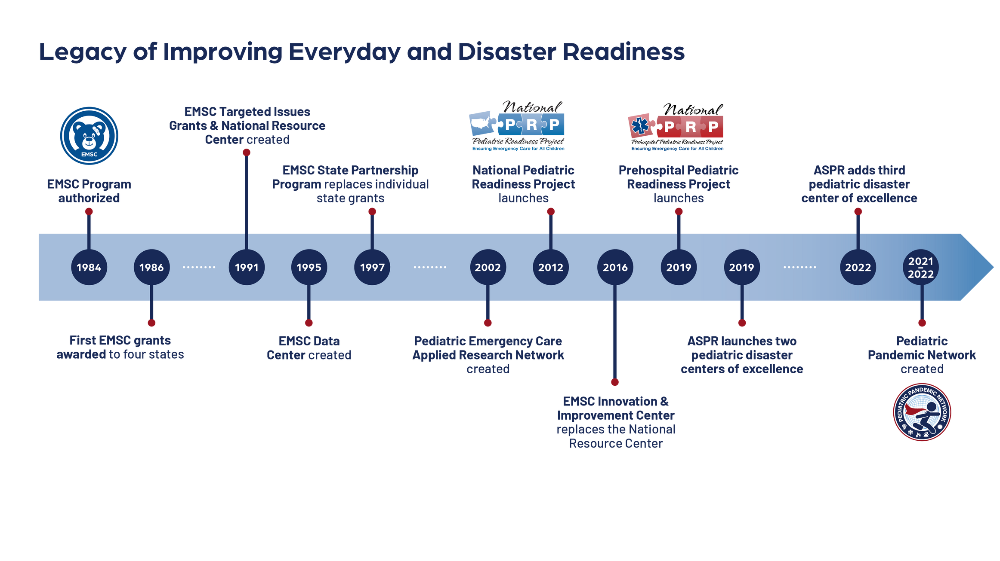 Legacy of Improving Everyday and Disaster Readiness
EMSC
EMSC Program
authorized
EMSC Targeted Issues
Grants & National Resource
Center created
EMSC State Partnership
Program replaces individual
state grants
National
P R P
Pediatric Readiness Project
Ensuring Emergency Care for All Children
National Pediatric
Readiness Project
launches
National
P R P
Prehospital Pediatric Readiness Project
Ensuring Emergency Care for All Children
Prehospital Pediatric
Readiness Project
launches
ASPR adds third
pediatric disaster
center of excellence
1984
1986
1991
1995
1997
2002
2012
2016
2019
2019
2022
2021
–
2022
First EMSC grants
awarded to four states
EMSC Data
Center created
Pediatric Emergency Care
Applied Research Network
created
EMSC Innovation &
Improvement Center
replaces the National
Resource Center
ASPR launches two
pediatric disaster
centers of excellence
Pediatric
Pandemic Network
created
PEDIATRIC PANDEMIC NETWORK